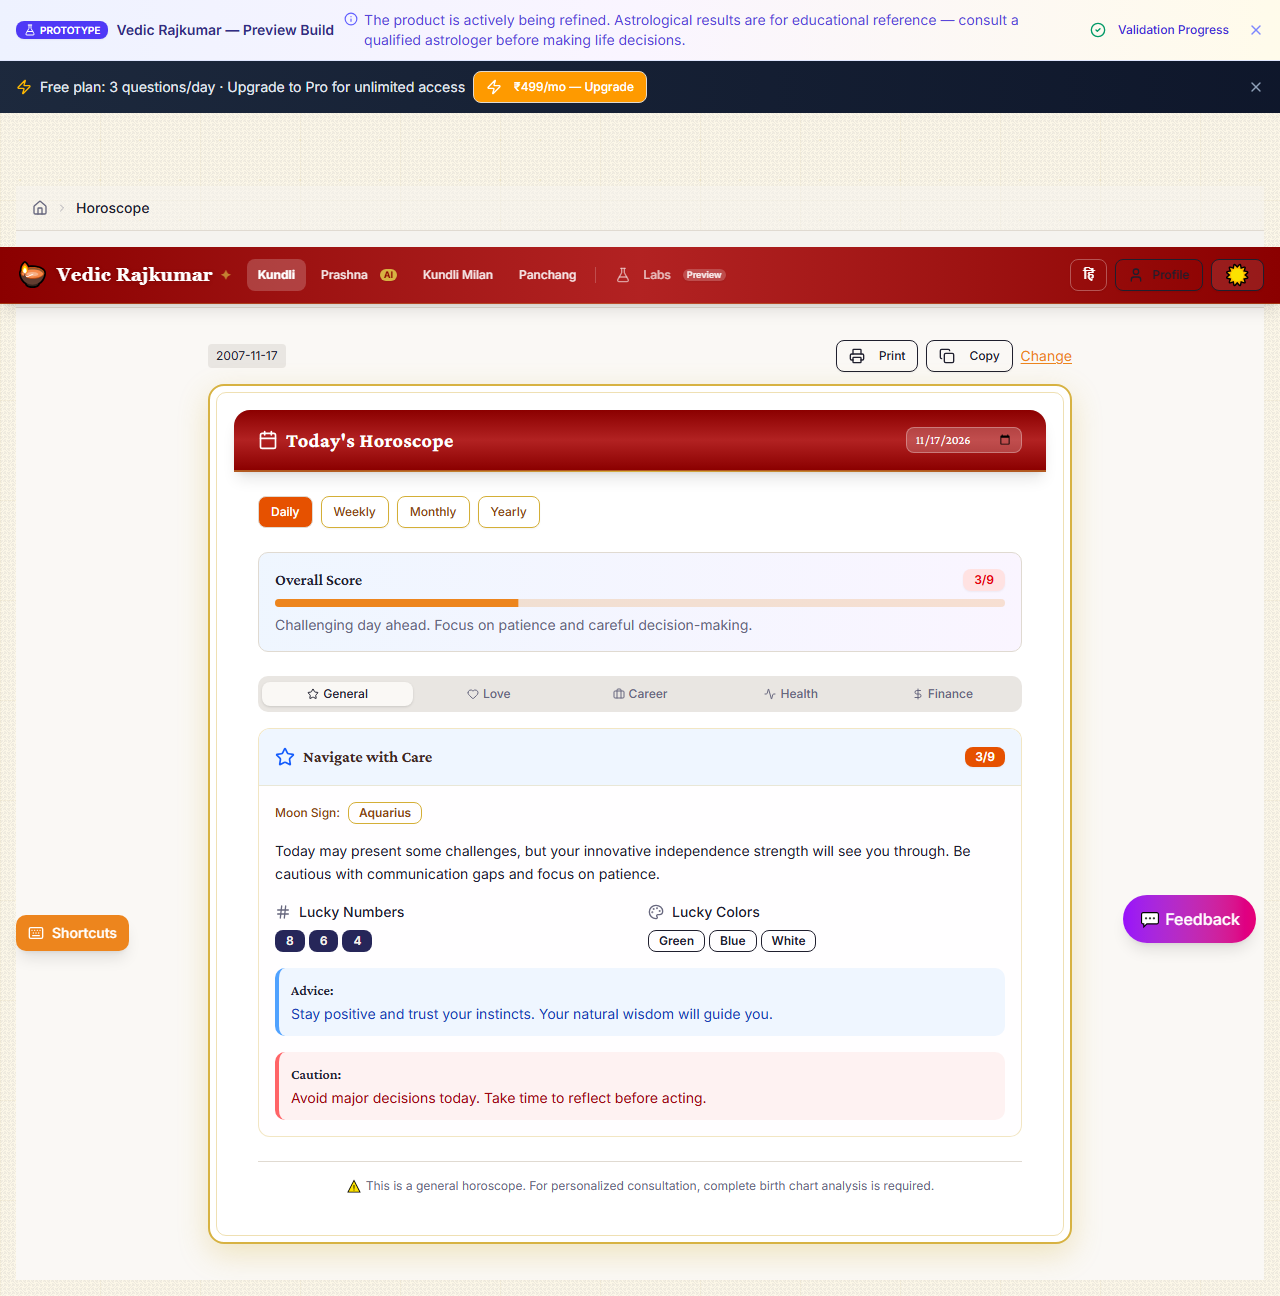 PROTOTYPE Vedic Rajkumar — Preview Build
The product is actively being refined. Astrological results are for educational reference — consult a
qualified astrologer before making life decisions.
Validation Progress
Free plan: 3 questions/day · Upgrade to Pro for unlimited access ₹499/mo — Upgrade
Horoscope
Vedic Rajkumar Kundli Prashna AI Kundli Milan Panchang Labs Preview हि Profile
2007-11-17 Print Copy Change
Today's Horoscope 11/17/2026
Daily Weekly Monthly Yearly
Overall Score 3/9
Challenging day ahead. Focus on patience and careful decision-making.
General Love Career Health Finance
Navigate with Care 3/9
Moon Sign: Aquarius
Today may present some challenges, but your innovative independence strength will see you through. Be
cautious with communication gaps and focus on patience.
Lucky Numbers
8 6 4
Lucky Colors
Green Blue White
Shortcuts
Feedback
Advice:
Stay positive and trust your instincts. Your natural wisdom will guide you.
Caution:
Avoid major decisions today. Take time to reflect before acting.
This is a general horoscope. For personalized consultation, complete birth chart analysis is required.